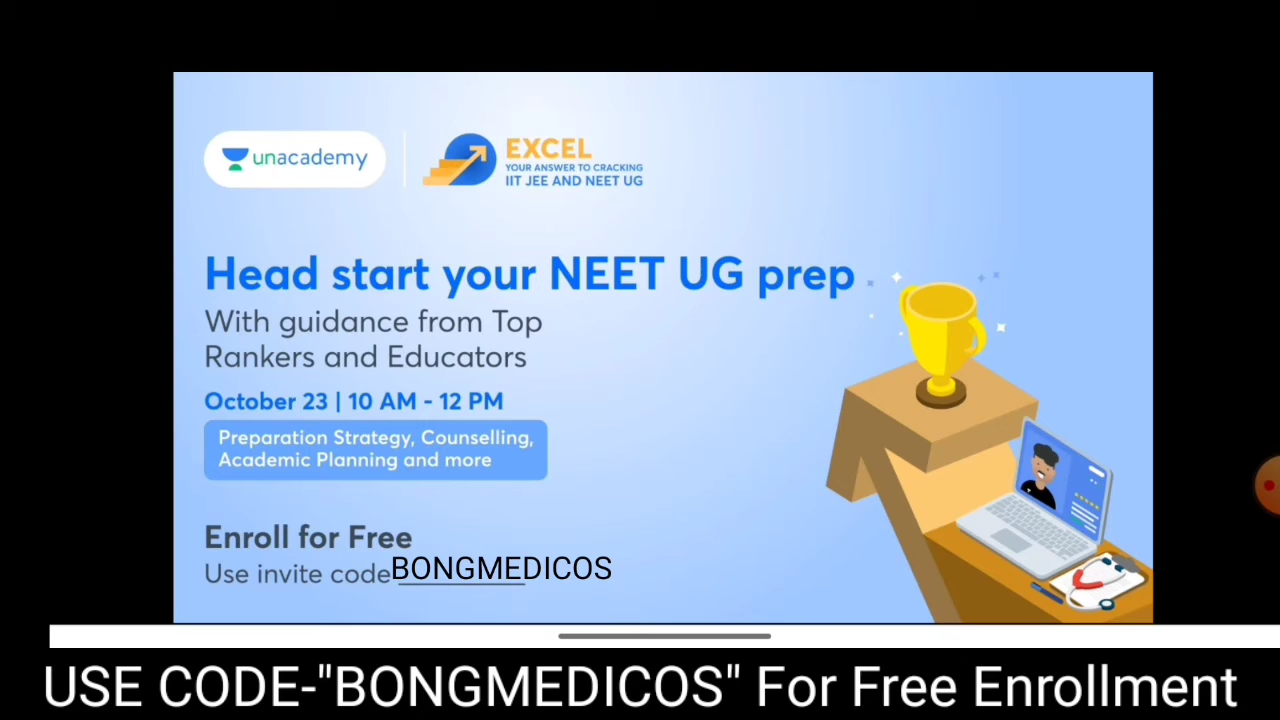 unacademy
EXCEL
YOUR ANSWER TO CRACKING
IIT JEE AND NEET UG
Head start your NEET UG prep
With guidance from Top
Rankers and Educators
October 23 | 10 AM - 12 PM
Preparation Strategy, Counselling,
Academic Planning and more
Enroll for Free
Use invite code BONGMEDICOS
USE CODE-"BONGMEDICOS" For Free Enrollment